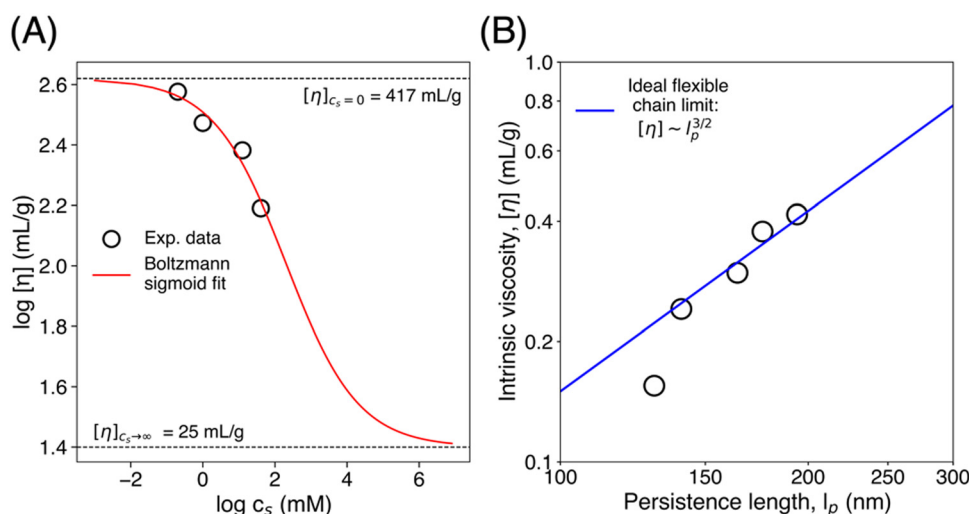 (A)
(B)
2.6
2.4
2.2
2.0
1.8
1.6
1.4
log [η] (mL/g)
[η]cₛ = 0 = 417 mL/g
Exp. data
Boltzmann
sigmoid fit
[η]cₛ→∞ = 25 mL/g
−2 0 2 4 6
log cₛ (mM)
1.0
0.8
0.6
0.4
0.2
0.1
Intrinsic viscosity, [η] (mL/g)
Ideal flexible
chain limit:
[η] ~ lₚ^3/2
100 150 200 250 300
Persistence length, lₚ (nm)